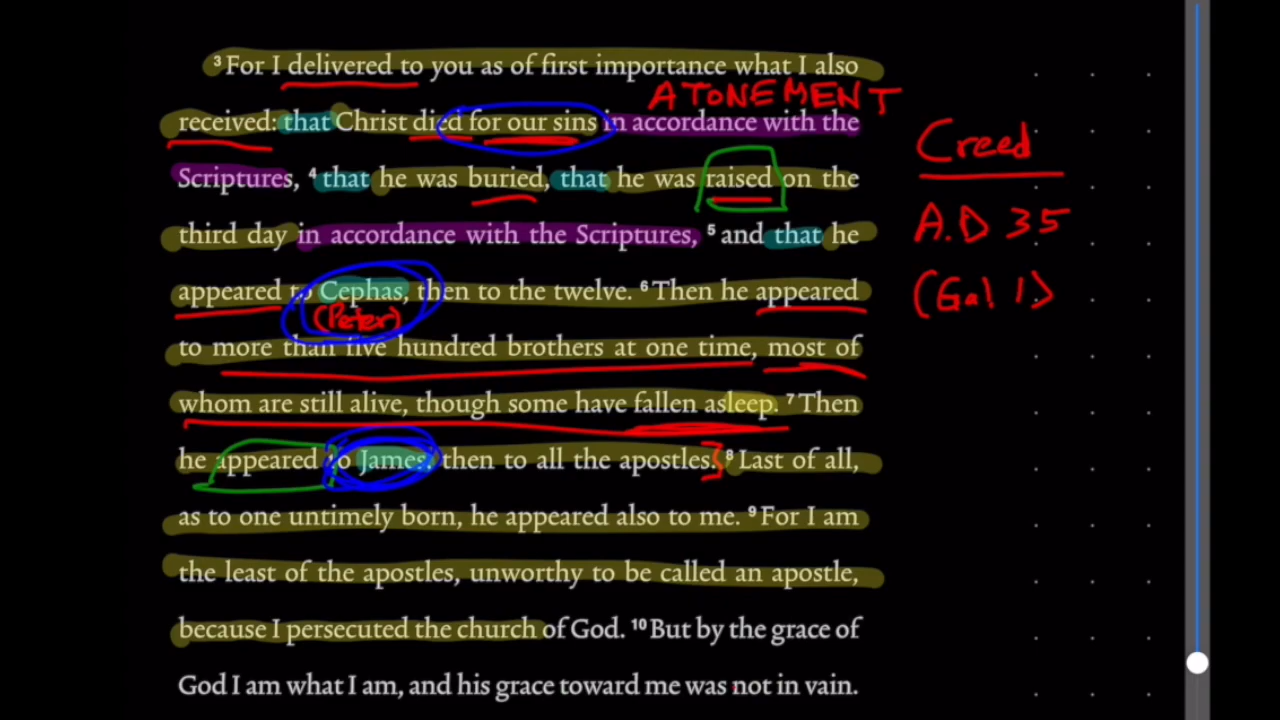 ³For I delivered to you as of first importance what I also
ATONEMENT
received: that Christ died for our sins in accordance with the
Creed
Scriptures, ⁴that he was buried, that he was raised on the
A.D 35
third day in accordance with the Scriptures, ⁵and that he
(Gal 1)
appeared to Cephas, then to the twelve. ⁶Then he appeared
(Peter)
to more than five hundred brothers at one time, most of
whom are still alive, though some have fallen asleep. ⁷Then
he appeared to James, then to all the apostles.] ⁸Last of all,
as to one untimely born, he appeared also to me. ⁹For I am
the least of the apostles, unworthy to be called an apostle,
because I persecuted the church of God. ¹⁰But by the grace of
God I am what I am, and his grace toward me was not in vain.